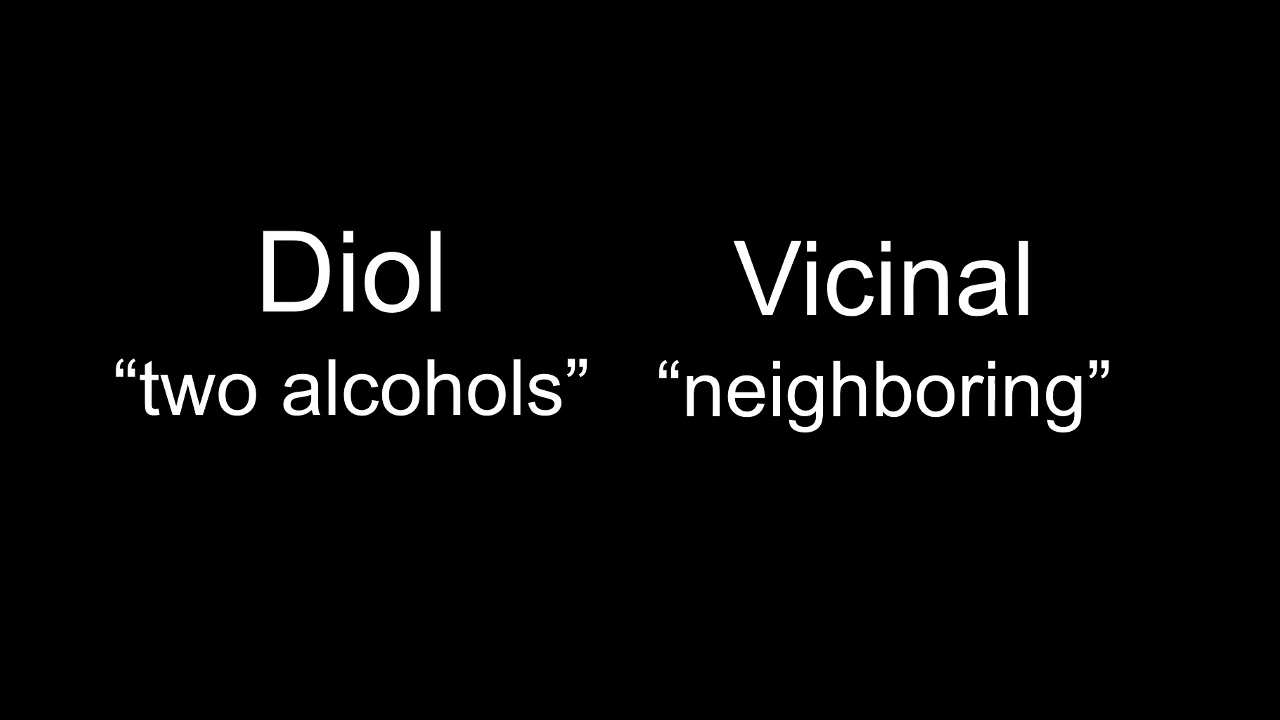 Diol
“two alcohols”
Vicinal
“neighboring”